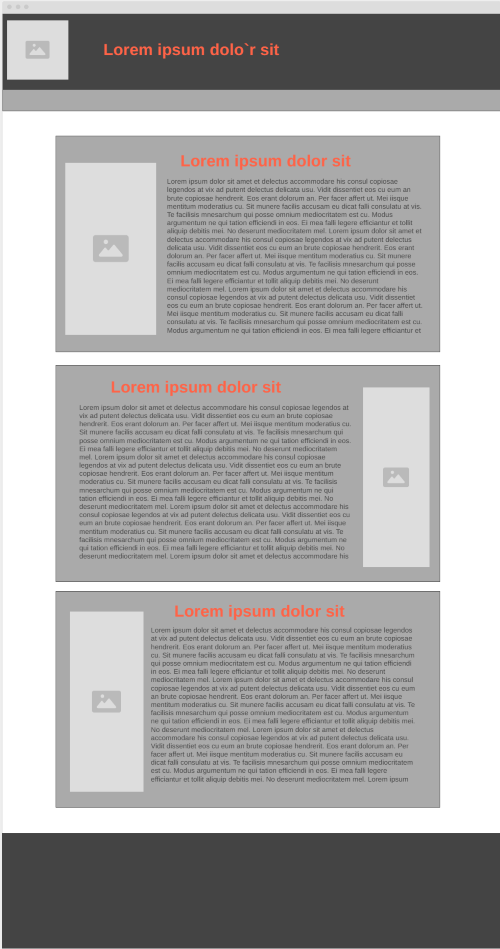 Lorem ipsum dolo`r sit
Lorem ipsum dolor sit
Lorem ipsum dolor sit amet et delectus accommodare his consul copiosae
legendos at vix ad putent delectus delicata usu. Vidit dissentiet eos cu eum an
brute copiosae hendrerit. Eos erant dolorum an. Per facer affert ut. Mei iisque
mentitum moderatius cu. Sit munere facilis accusam eu dicat falli consulatu at vis.
Te facilisis mnesarchum qui posse omnium mediocritatem est cu. Modus
argumentum ne qui tation efficiendi in eos. Ei mea falli legere efficiantur et tollit
aliquip debitis mei. No deserunt mediocritatem mel. Lorem ipsum dolor sit amet et
delectus accommodare his consul copiosae legendos at vix ad putent delectus
delicata usu. Vidit dissentiet eos cu eum an brute copiosae hendrerit. Eos erant
dolorum an. Per facer affert ut. Mei iisque mentitum moderatius cu. Sit munere
facilis accusam eu dicat falli consulatu at vis. Te facilisis mnesarchum qui posse
omnium mediocritatem est cu. Modus argumentum ne qui tation efficiendi in eos.
Ei mea falli legere efficiantur et tollit aliquip debitis mei. No deserunt
mediocritatem mel. Lorem ipsum dolor sit amet et delectus accommodare his
consul copiosae legendos at vix ad putent delectus delicata usu. Vidit dissentiet
eos cu eum an brute copiosae hendrerit. Eos erant dolorum an. Per facer affert ut.
Mei iisque mentitum moderatius cu. Sit munere facilis accusam eu dicat falli
consulatu at vis. Te facilisis mnesarchum qui posse omnium mediocritatem est cu.
Modus argumentum ne qui tation efficiendi in eos. Ei mea falli legere efficiantur et
Lorem ipsum dolor sit
Lorem ipsum dolor sit amet et delectus accommodare his consul copiosae legendos at
vix ad putent delectus delicata usu. Vidit dissentiet eos cu eum an brute copiosae
hendrerit. Eos erant dolorum an. Per facer affert ut. Mei iisque mentitum moderatius cu.
Sit munere facilis accusam eu dicat falli consulatu at vis. Te facilisis mnesarchum qui
posse omnium mediocritatem est cu. Modus argumentum ne qui tation efficiendi in eos.
Ei mea falli legere efficiantur et tollit aliquip debitis mei. No deserunt mediocritatem
mel. Lorem ipsum dolor sit amet et delectus accommodare his consul copiosae
legendos at vix ad putent delectus delicata usu. Vidit dissentiet eos cu eum an brute
copiosae hendrerit. Eos erant dolorum an. Per facer affert ut. Mei iisque mentitum
moderatius cu. Sit munere facilis accusam eu dicat falli consulatu at vis. Te facilisis
mnesarchum qui posse omnium mediocritatem est cu. Modus argumentum ne qui
tation efficiendi in eos. Ei mea falli legere efficiantur et tollit aliquip debitis mei. No
deserunt mediocritatem mel. Lorem ipsum dolor sit amet et delectus accommodare his
consul copiosae legendos at vix ad putent delectus delicata usu. Vidit dissentiet eos cu
eum an brute copiosae hendrerit. Eos erant dolorum an. Per facer affert ut. Mei iisque
mentitum moderatius cu. Sit munere facilis accusam eu dicat falli consulatu at vis. Te
facilisis mnesarchum qui posse omnium mediocritatem est cu. Modus argumentum ne
qui tation efficiendi in eos. Ei mea falli legere efficiantur et tollit aliquip debitis mei. No
deserunt mediocritatem mel. Lorem ipsum dolor sit amet et delectus accommodare his
Lorem ipsum dolor sit
Lorem ipsum dolor sit amet et delectus accommodare his consul copiosae legendos
at vix ad putent delectus delicata usu. Vidit dissentiet eos cu eum an brute copiosae
hendrerit. Eos erant dolorum an. Per facer affert ut. Mei iisque mentitum moderatius
cu. Sit munere facilis accusam eu dicat falli consulatu at vis. Te facilisis mnesarchum
qui posse omnium mediocritatem est cu. Modus argumentum ne qui tation efficiendi
in eos. Ei mea falli legere efficiantur et tollit aliquip debitis mei. No deserunt
mediocritatem mel. Lorem ipsum dolor sit amet et delectus accommodare his consul
copiosae legendos at vix ad putent delectus delicata usu. Vidit dissentiet eos cu eum
an brute copiosae hendrerit. Eos erant dolorum an. Per facer affert ut. Mei iisque
mentitum moderatius cu. Sit munere facilis accusam eu dicat falli consulatu at vis. Te
facilisis mnesarchum qui posse omnium mediocritatem est cu. Modus argumentum
ne qui tation efficiendi in eos. Ei mea falli legere efficiantur et tollit aliquip debitis mei.
No deserunt mediocritatem mel. Lorem ipsum dolor sit amet et delectus
accommodare his consul copiosae legendos at vix ad putent delectus delicata usu.
Vidit dissentiet eos cu eum an brute copiosae hendrerit. Eos erant dolorum an. Per
facer affert ut. Mei iisque mentitum moderatius cu. Sit munere facilis accusam eu
dicat falli consulatu at vis. Te facilisis mnesarchum qui posse omnium mediocritatem
est cu. Modus argumentum ne qui tation efficiendi in eos. Ei mea falli legere
efficiantur et tollit aliquip debitis mei. No deserunt mediocritatem mel. Lorem ipsum